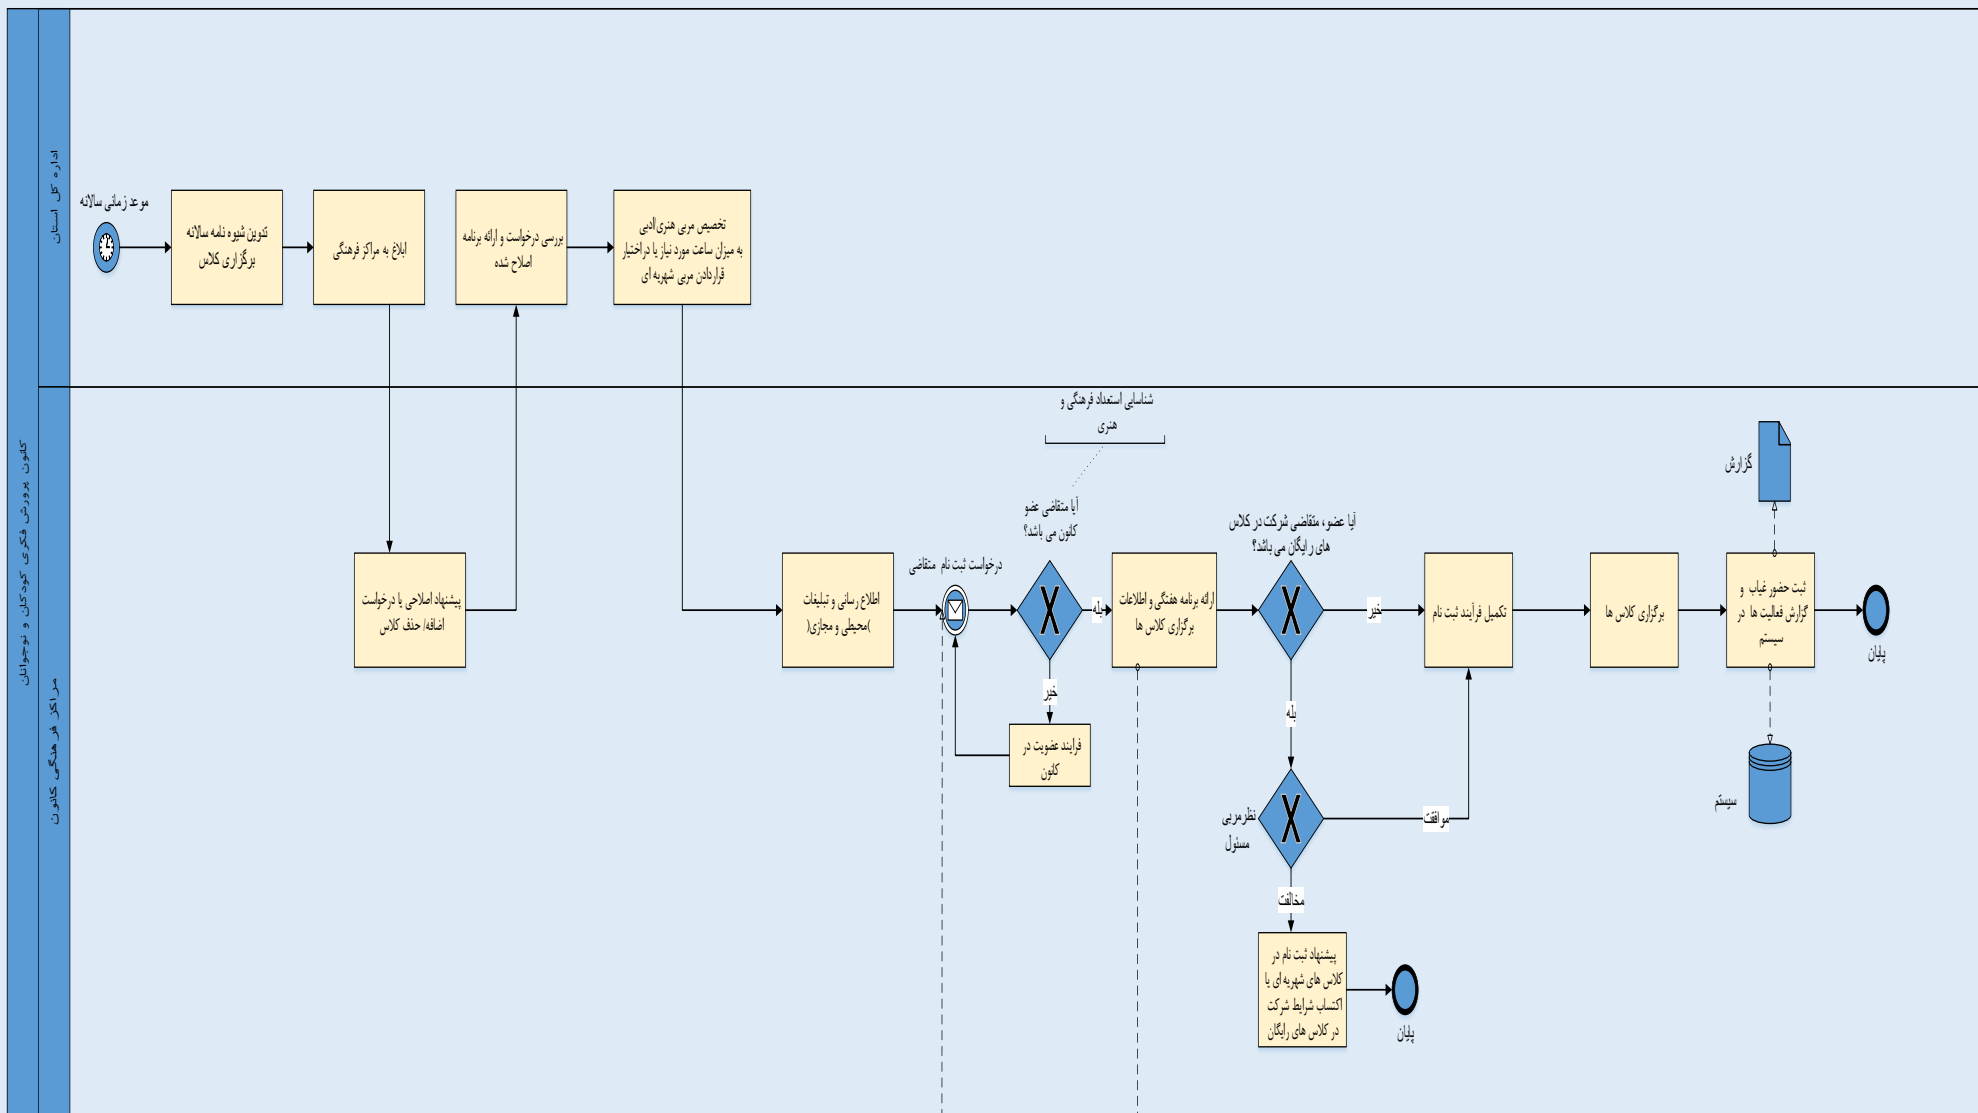 کانون پرورش فکری کودکان و نوجوانان
اداره کل استان
مراکز فرهنگی کانون
موعد زمانی سالانه
تدوین شیوه نامه سالانه
برگزاری کلاس
ابلاغ به مراکز فرهنگی
بررسی درخواست و ارائه برنامه
اصلاح شده
تخصیص مربی هنری/ادبی
به میزان ساعت مورد نیاز یا دراختیار
قراردادن مربی شهریه ای
پیشنهاد اصلاحی یا درخواست
اضافه/ حذف کلاس
اطلاع رسانی و تبلیغات
)محیطی و مجازی(
درخواست ثبت نام متقاضی
شناسایی استعداد فرهنگی و
هنری
آیا متقاضی عضو
کانون می باشد؟
بله
خیر
فرایند عضویت در
کانون
ارائه برنامه هفتگی و اطلاعات
برگزاری کلاس ها
آیا عضو، متقاضی شرکت در کلاس
های رایگان می باشد؟
خیر
بله
نظرمربی
مسئول
موافقت
مخالفت
پیشنهاد ثبت نام در
کلاس های شهریه ای یا
اکتساب شرایط شرکت
در کلاس های رایگان
پایان
تکمیل فرآیند ثبت نام
برگزاری کلاس ها
ثبت حضور غیاب و
گزارش فعالیت ها در
سیستم
گزارش
سیستم
پایان